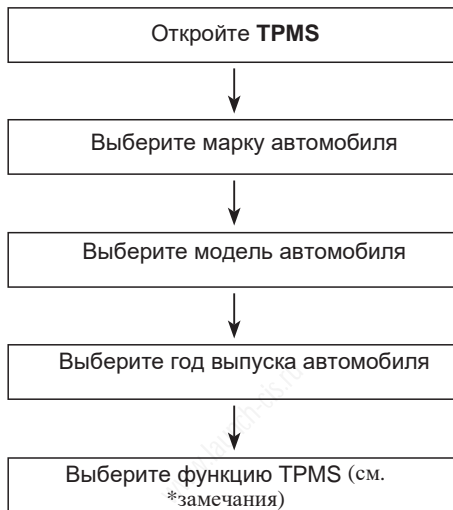 Откройте TPMS
Выберите марку автомобиля
Выберите модель автомобиля
Выберите год выпуска автомобиля
Выберите функцию TPMS (см.
*замечания)